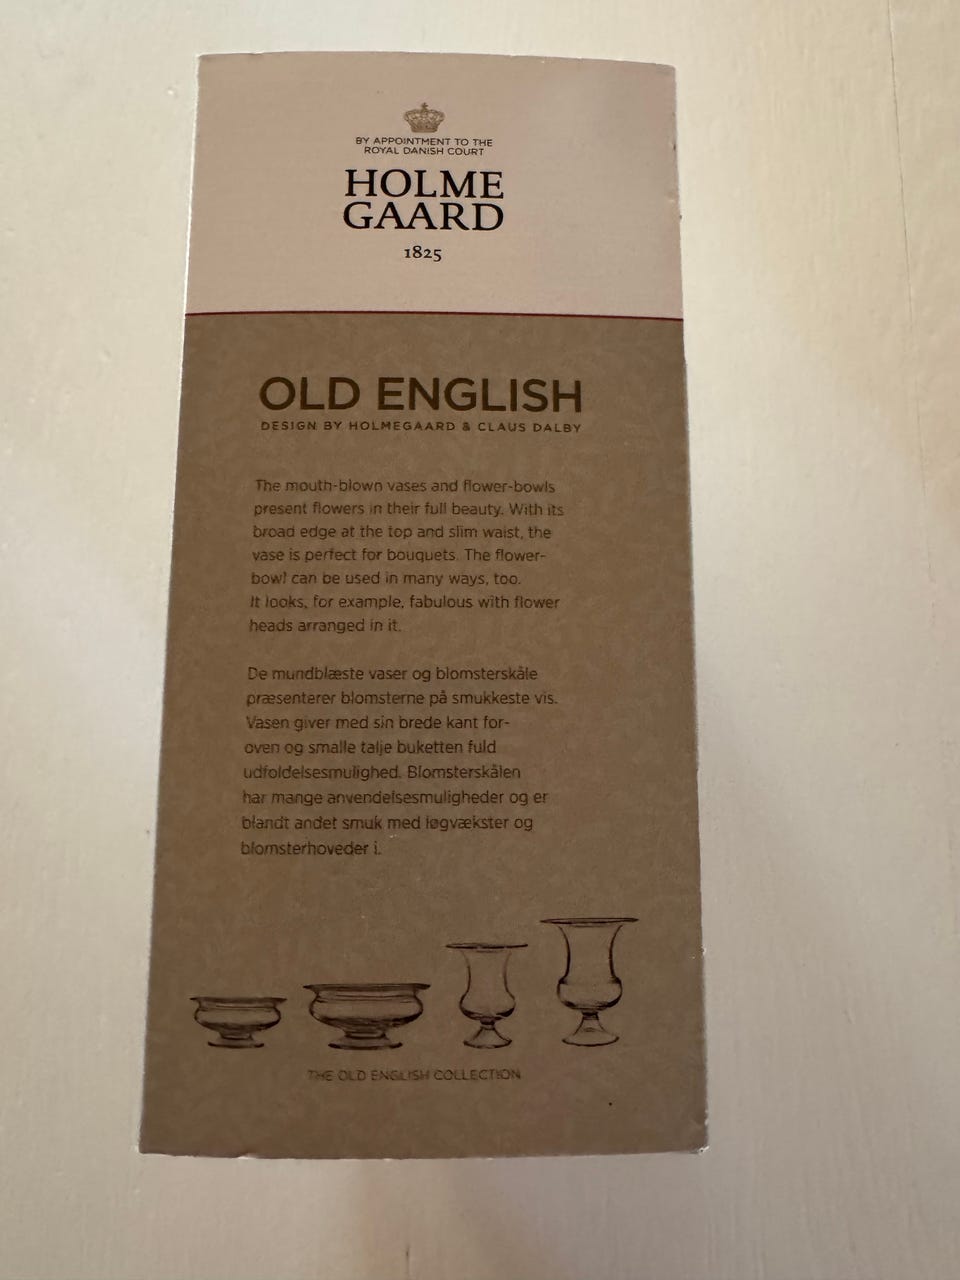 BY APPOINTMENT TO THE
ROYAL DANISH COURT
HOLME
GAARD
1825
OLD ENGLISH
DESIGN BY HOLMEGAARD & CLAUS DALBY
The mouth-blown vases and flower-bowls
present flowers in their full beauty. With its
broad edge at the top and slim waist, the
vase is perfect for bouquets. The flower-
bowl can be used in many ways, too.
It looks, for example, fabulous with flower
heads arranged in it.
De mundblæste vaser og blomsterskåle
præsenterer blomsterne på smukkeste vis.
Vasen giver med sin brede kant for-
oven og smalle talje buketten fuld
udfoldelsesmulighed. Blomsterskålen
har mange anvendelsesmuligheder og er
blandt andet smuk med løgvækster og
blomsterhoveder i.
THE OLD ENGLISH COLLECTION